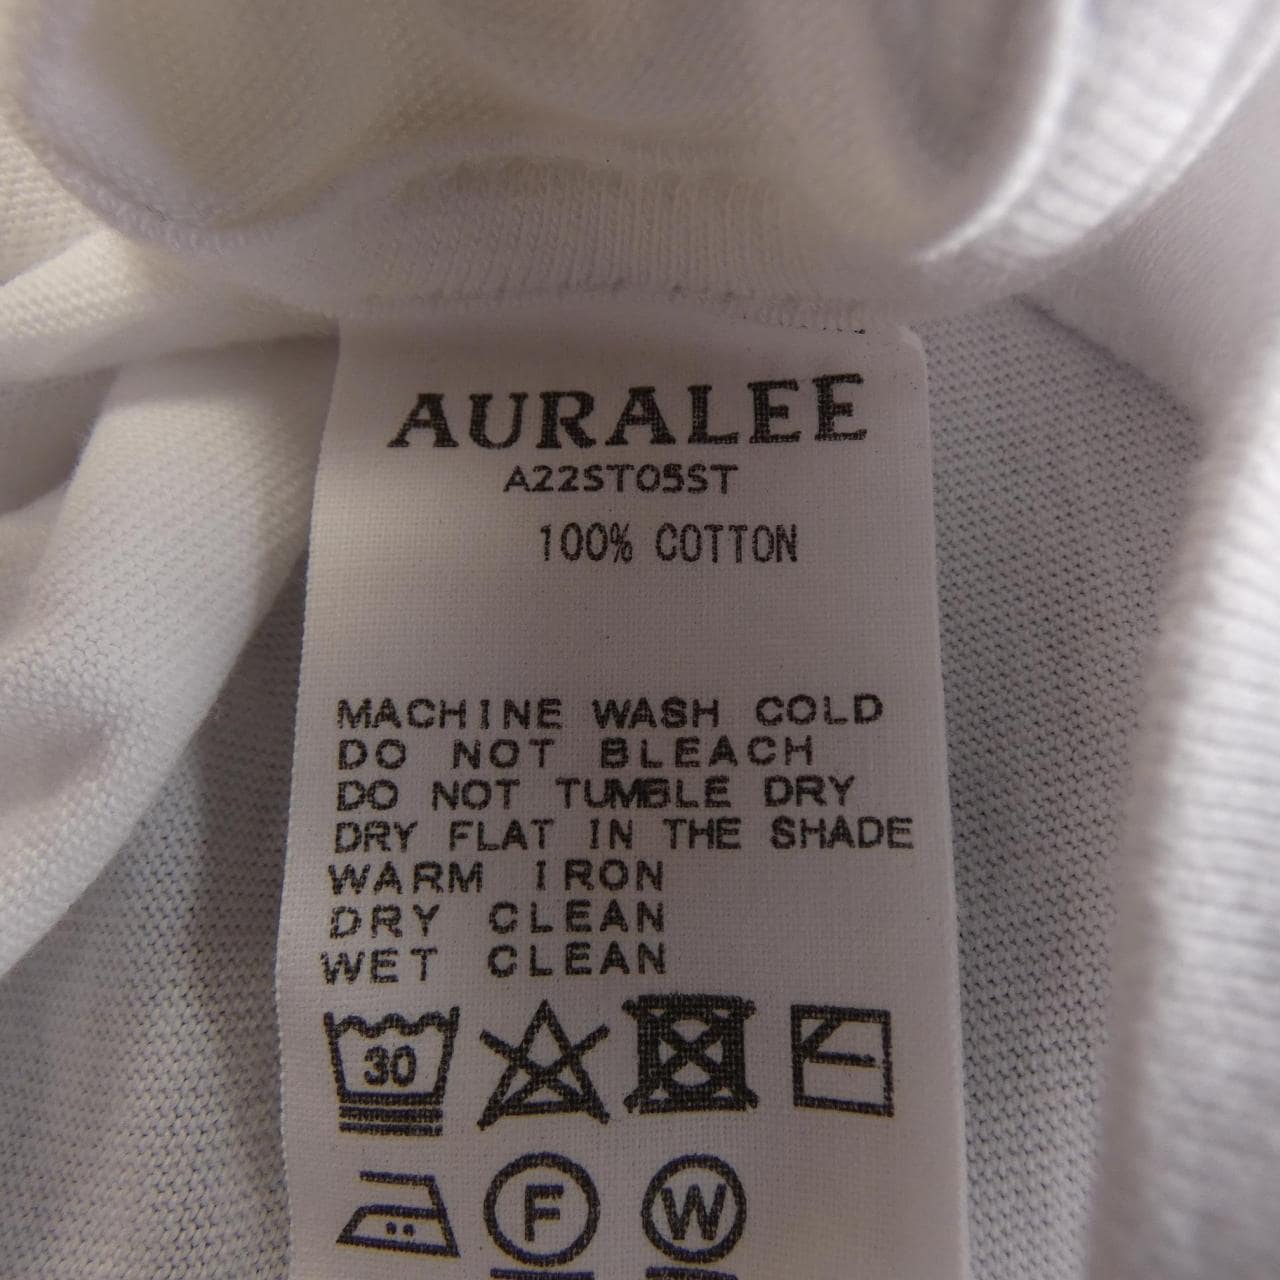 AURALEE
A22ST05ST
100% COTTON
MACHINE WASH COLD
DO NOT BLEACH
DO NOT TUMBLE DRY
DRY FLAT IN THE SHADE
WARM IRON
DRY CLEAN
WET CLEAN
30
F W